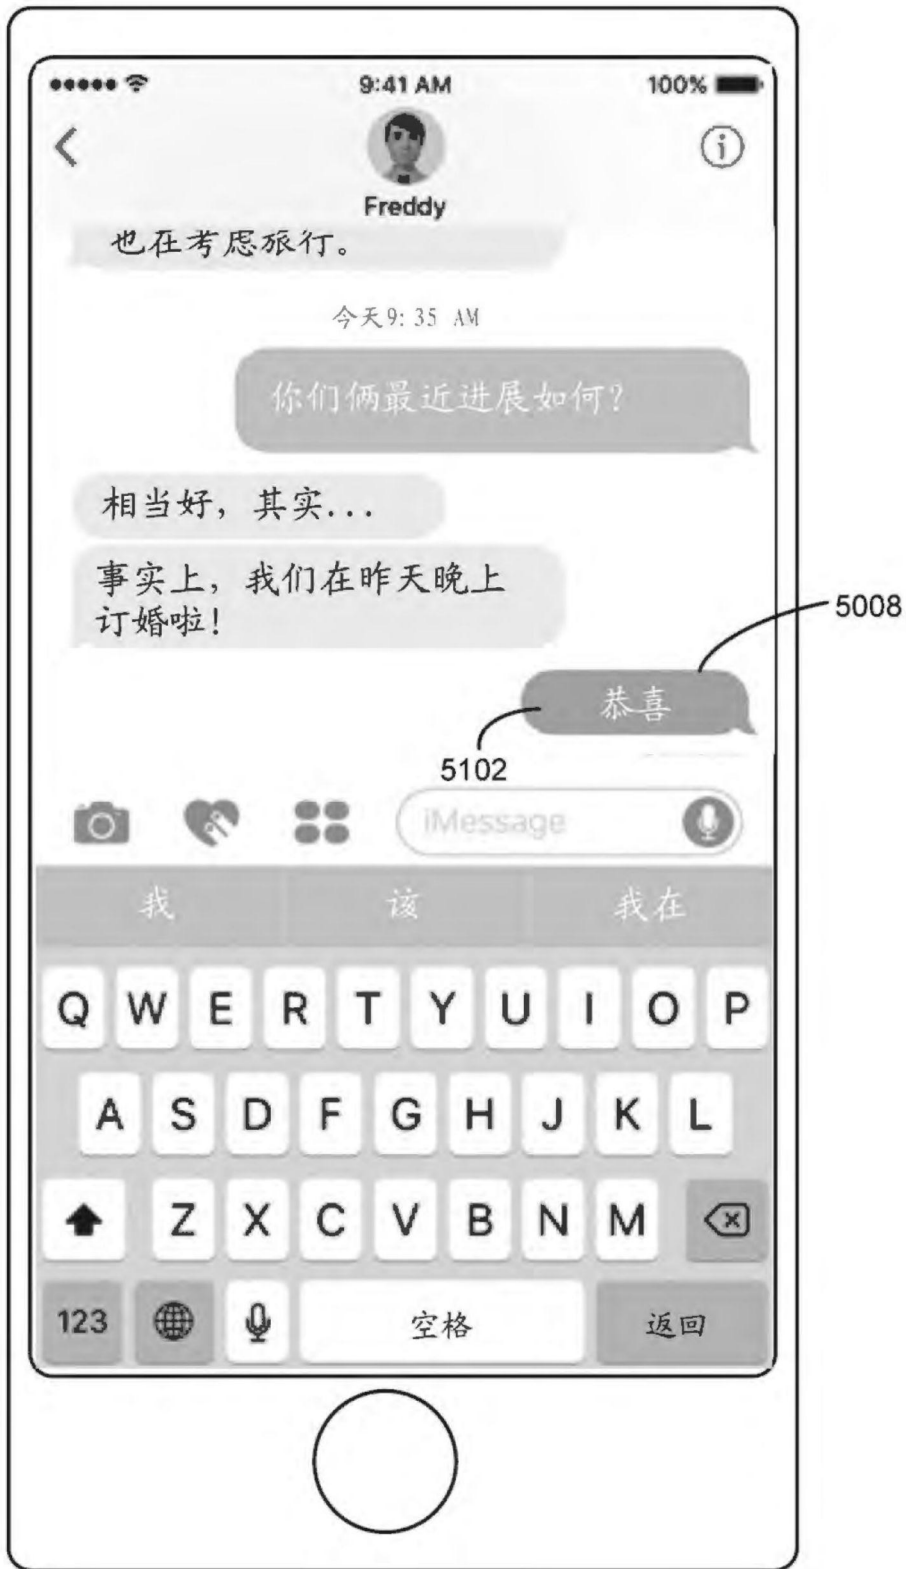 9:41 AM
100%
Freddy
也在考虑旅行。
今天9:35 AM
你们俩最近进展如何?
相当好，其实...
事实上，我们在昨天晚上
订婚啦!
5008
恭喜
5102
iMessage
我 该 我在
Q W E R T Y U I O P
A S D F G H J K L
Z X C V B N M
123 空格 返回